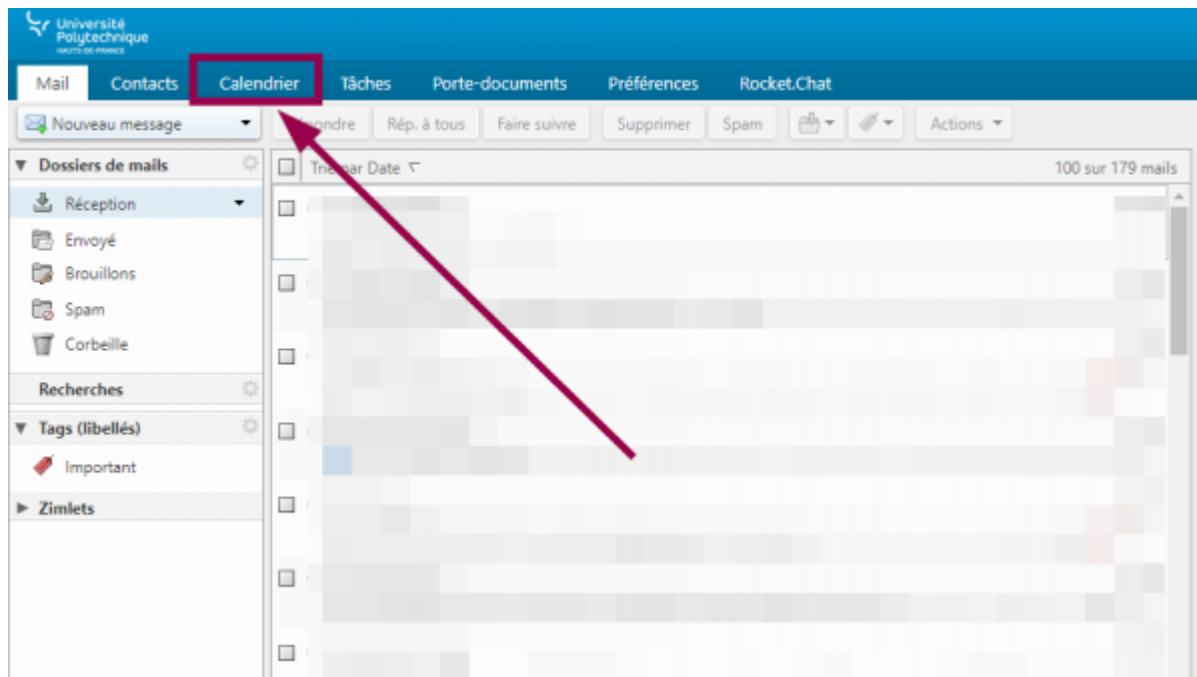 Université
Polytechnique
HAUTS-DE-FRANCE
Mail Contacts Calendrier Tâches Porte-documents Préférences Rocket.Chat
Nouveau message Rép. à tous Faire suivre Supprimer Spam Actions
Dossiers de mails Date 100 sur 179 mails
Réception
Envoyé
Brouillons
Spam
Corbeille
Recherches
Tags (libellés)
Important
Zimlets